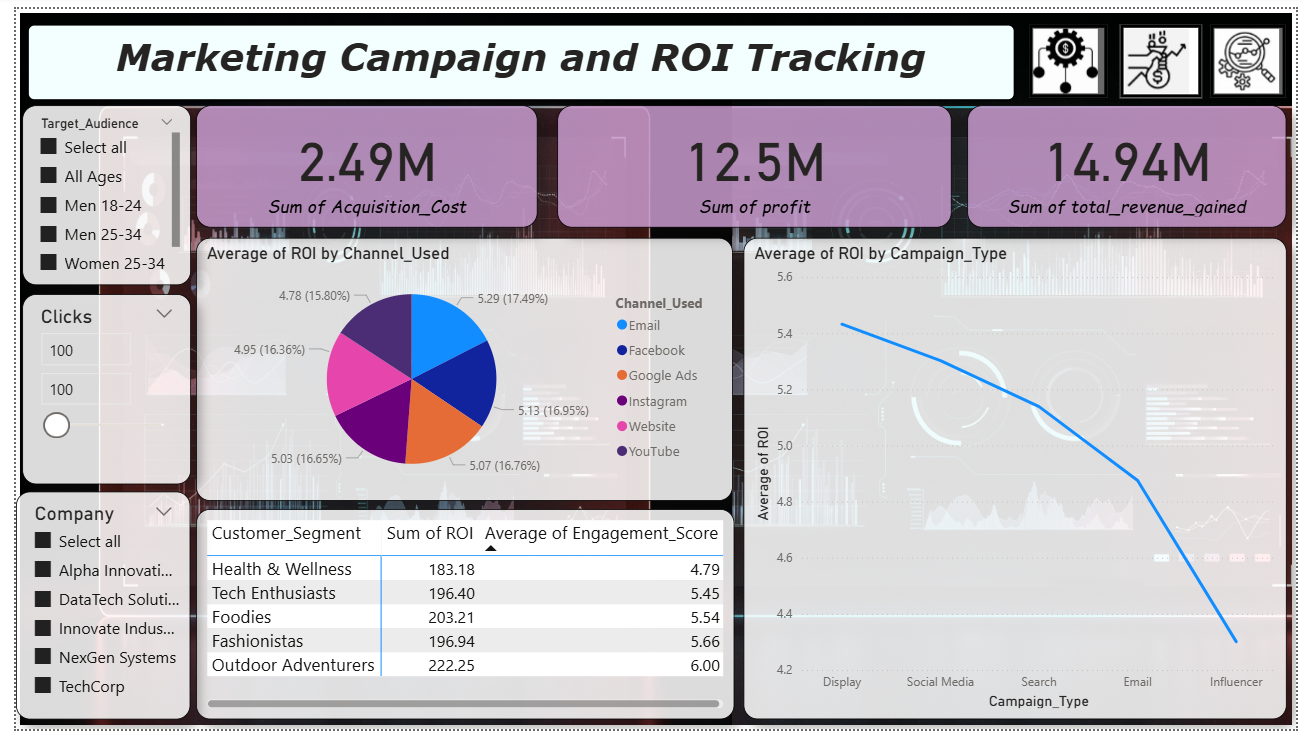 Marketing Campaign and ROI Tracking
Target_Audience
Select all
All Ages
Men 18-24
Men 25-34
Women 25-34
2.49M
Sum of Acquisition_Cost
12.5M
Sum of profit
14.94M
Sum of total_revenue_gained
Clicks
100
100
Company
Select all
Alpha Innovati...
DataTech Soluti...
Innovate Indus...
NexGen Systems
TechCorp
Average of ROI by Channel_Used
4.78 (15.80%)
5.29 (17.49%)
4.95 (16.36%)
5.13 (16.95%)
5.03 (16.65%)
5.07 (16.76%)
Channel_Used
Email
Facebook
Google Ads
Instagram
Website
YouTube
Customer_Segment Sum of ROI Average of Engagement_Score
Health & Wellness 183.18 4.79
Tech Enthusiasts 196.40 5.45
Foodies 203.21 5.54
Fashionistas 196.94 5.66
Outdoor Adventurers 222.25 6.00
Average of ROI by Campaign_Type
5.6
5.4
5.2
5.0
4.8
4.6
4.4
4.2
Average of ROI
Display Social Media Search Email Influencer
Campaign_Type